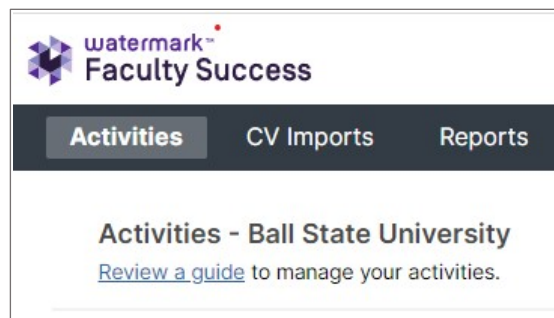 watermark™
Faculty Success
Activities CV Imports Reports
Activities - Ball State University
Review a guide to manage your activities.